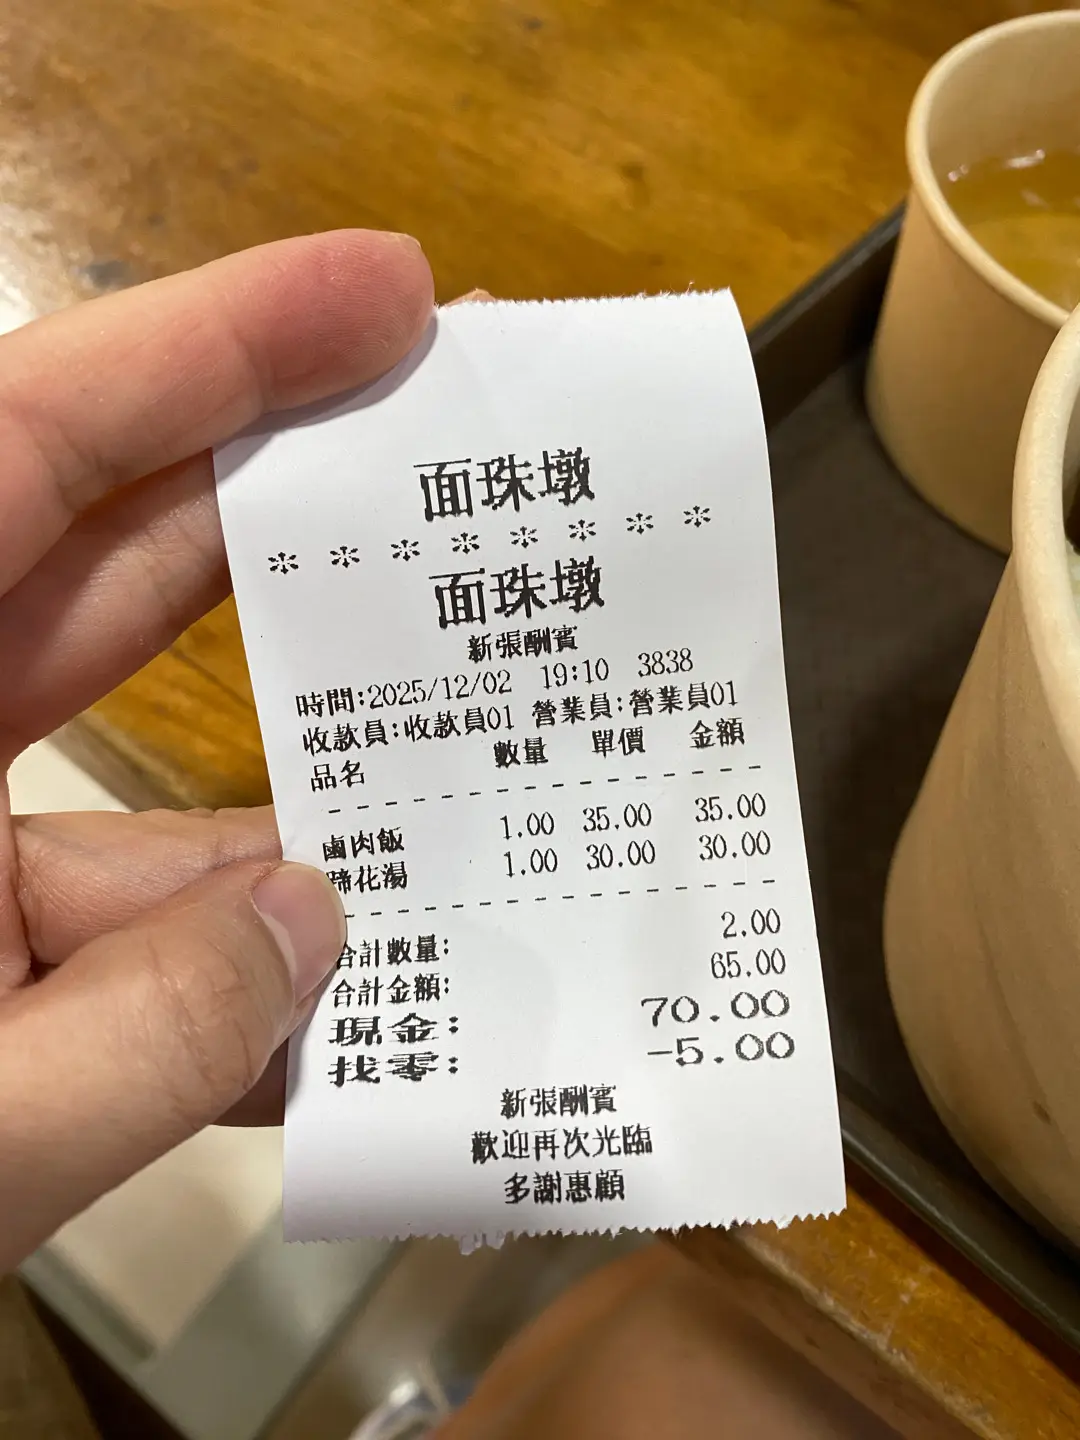 面珠墩
* * * * * * * *
面珠墩
新張酬賓
時間:2025/12/02 19:10 3838
收款員:收款員01 營業員:營業員01
品名 數量 單價 金額
- - - - - - - - - - - - - - - -
鹵肉飯 1.00 35.00 35.00
蹄花湯 1.00 30.00 30.00
- - - - - - - - - - - - - - - -
合計數量: 2.00
合計金額: 65.00
現金: 70.00
找零: -5.00
新張酬賓
歡迎再次光臨
多謝惠顧